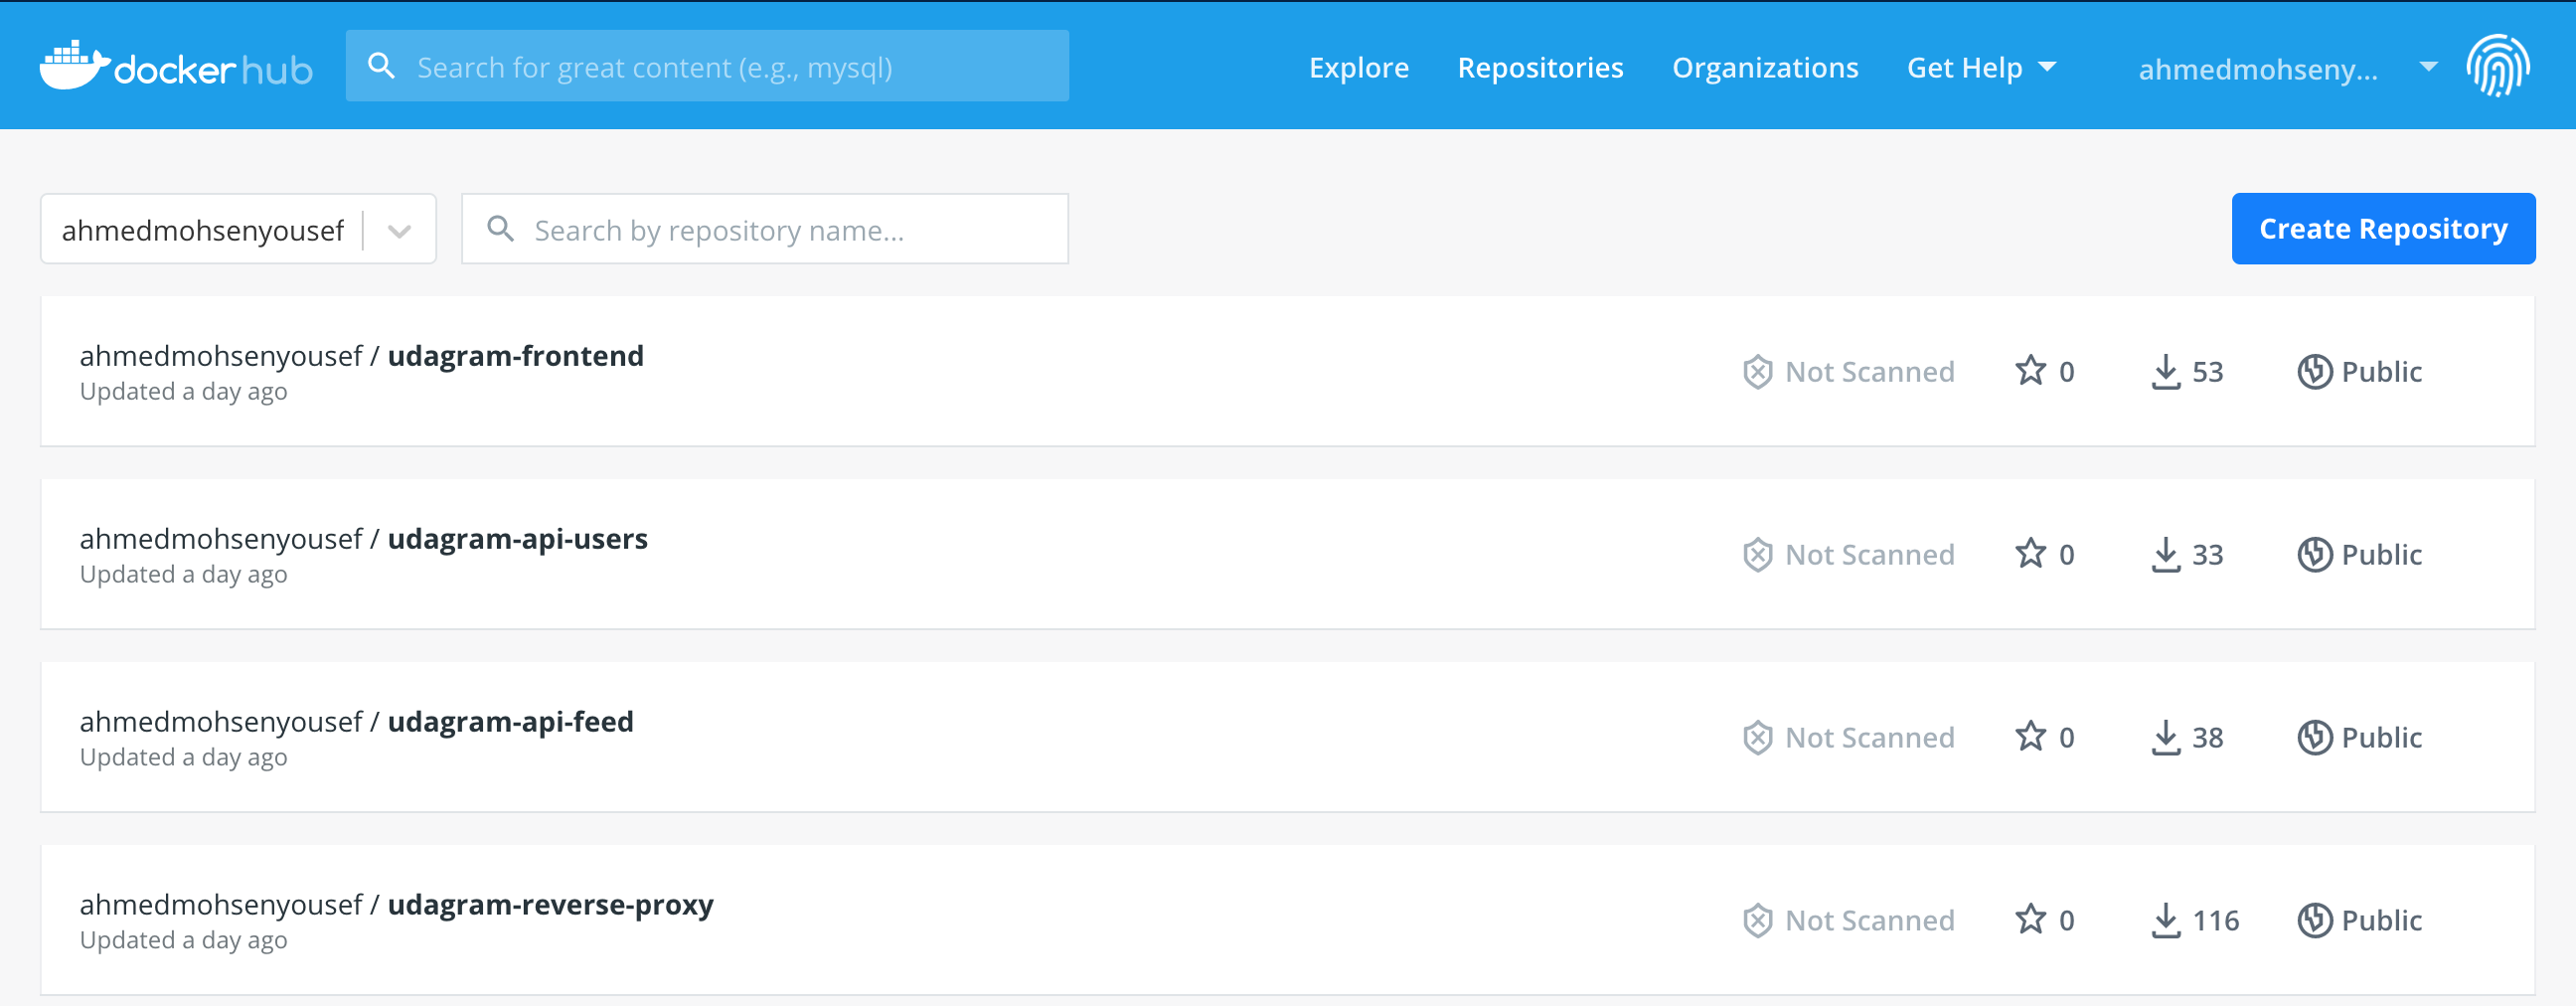 dockerhub Search for great content (e.g., mysql) Explore Repositories Organizations Get Help ahmedmohseny...
ahmedmohsenyousef Search by repository name... Create Repository
ahmedmohsenyousef / udagram-frontend
Updated a day ago
Not Scanned 0 53 Public
ahmedmohsenyousef / udagram-api-users
Updated a day ago
Not Scanned 0 33 Public
ahmedmohsenyousef / udagram-api-feed
Updated a day ago
Not Scanned 0 38 Public
ahmedmohsenyousef / udagram-reverse-proxy
Updated a day ago
Not Scanned 0 116 Public